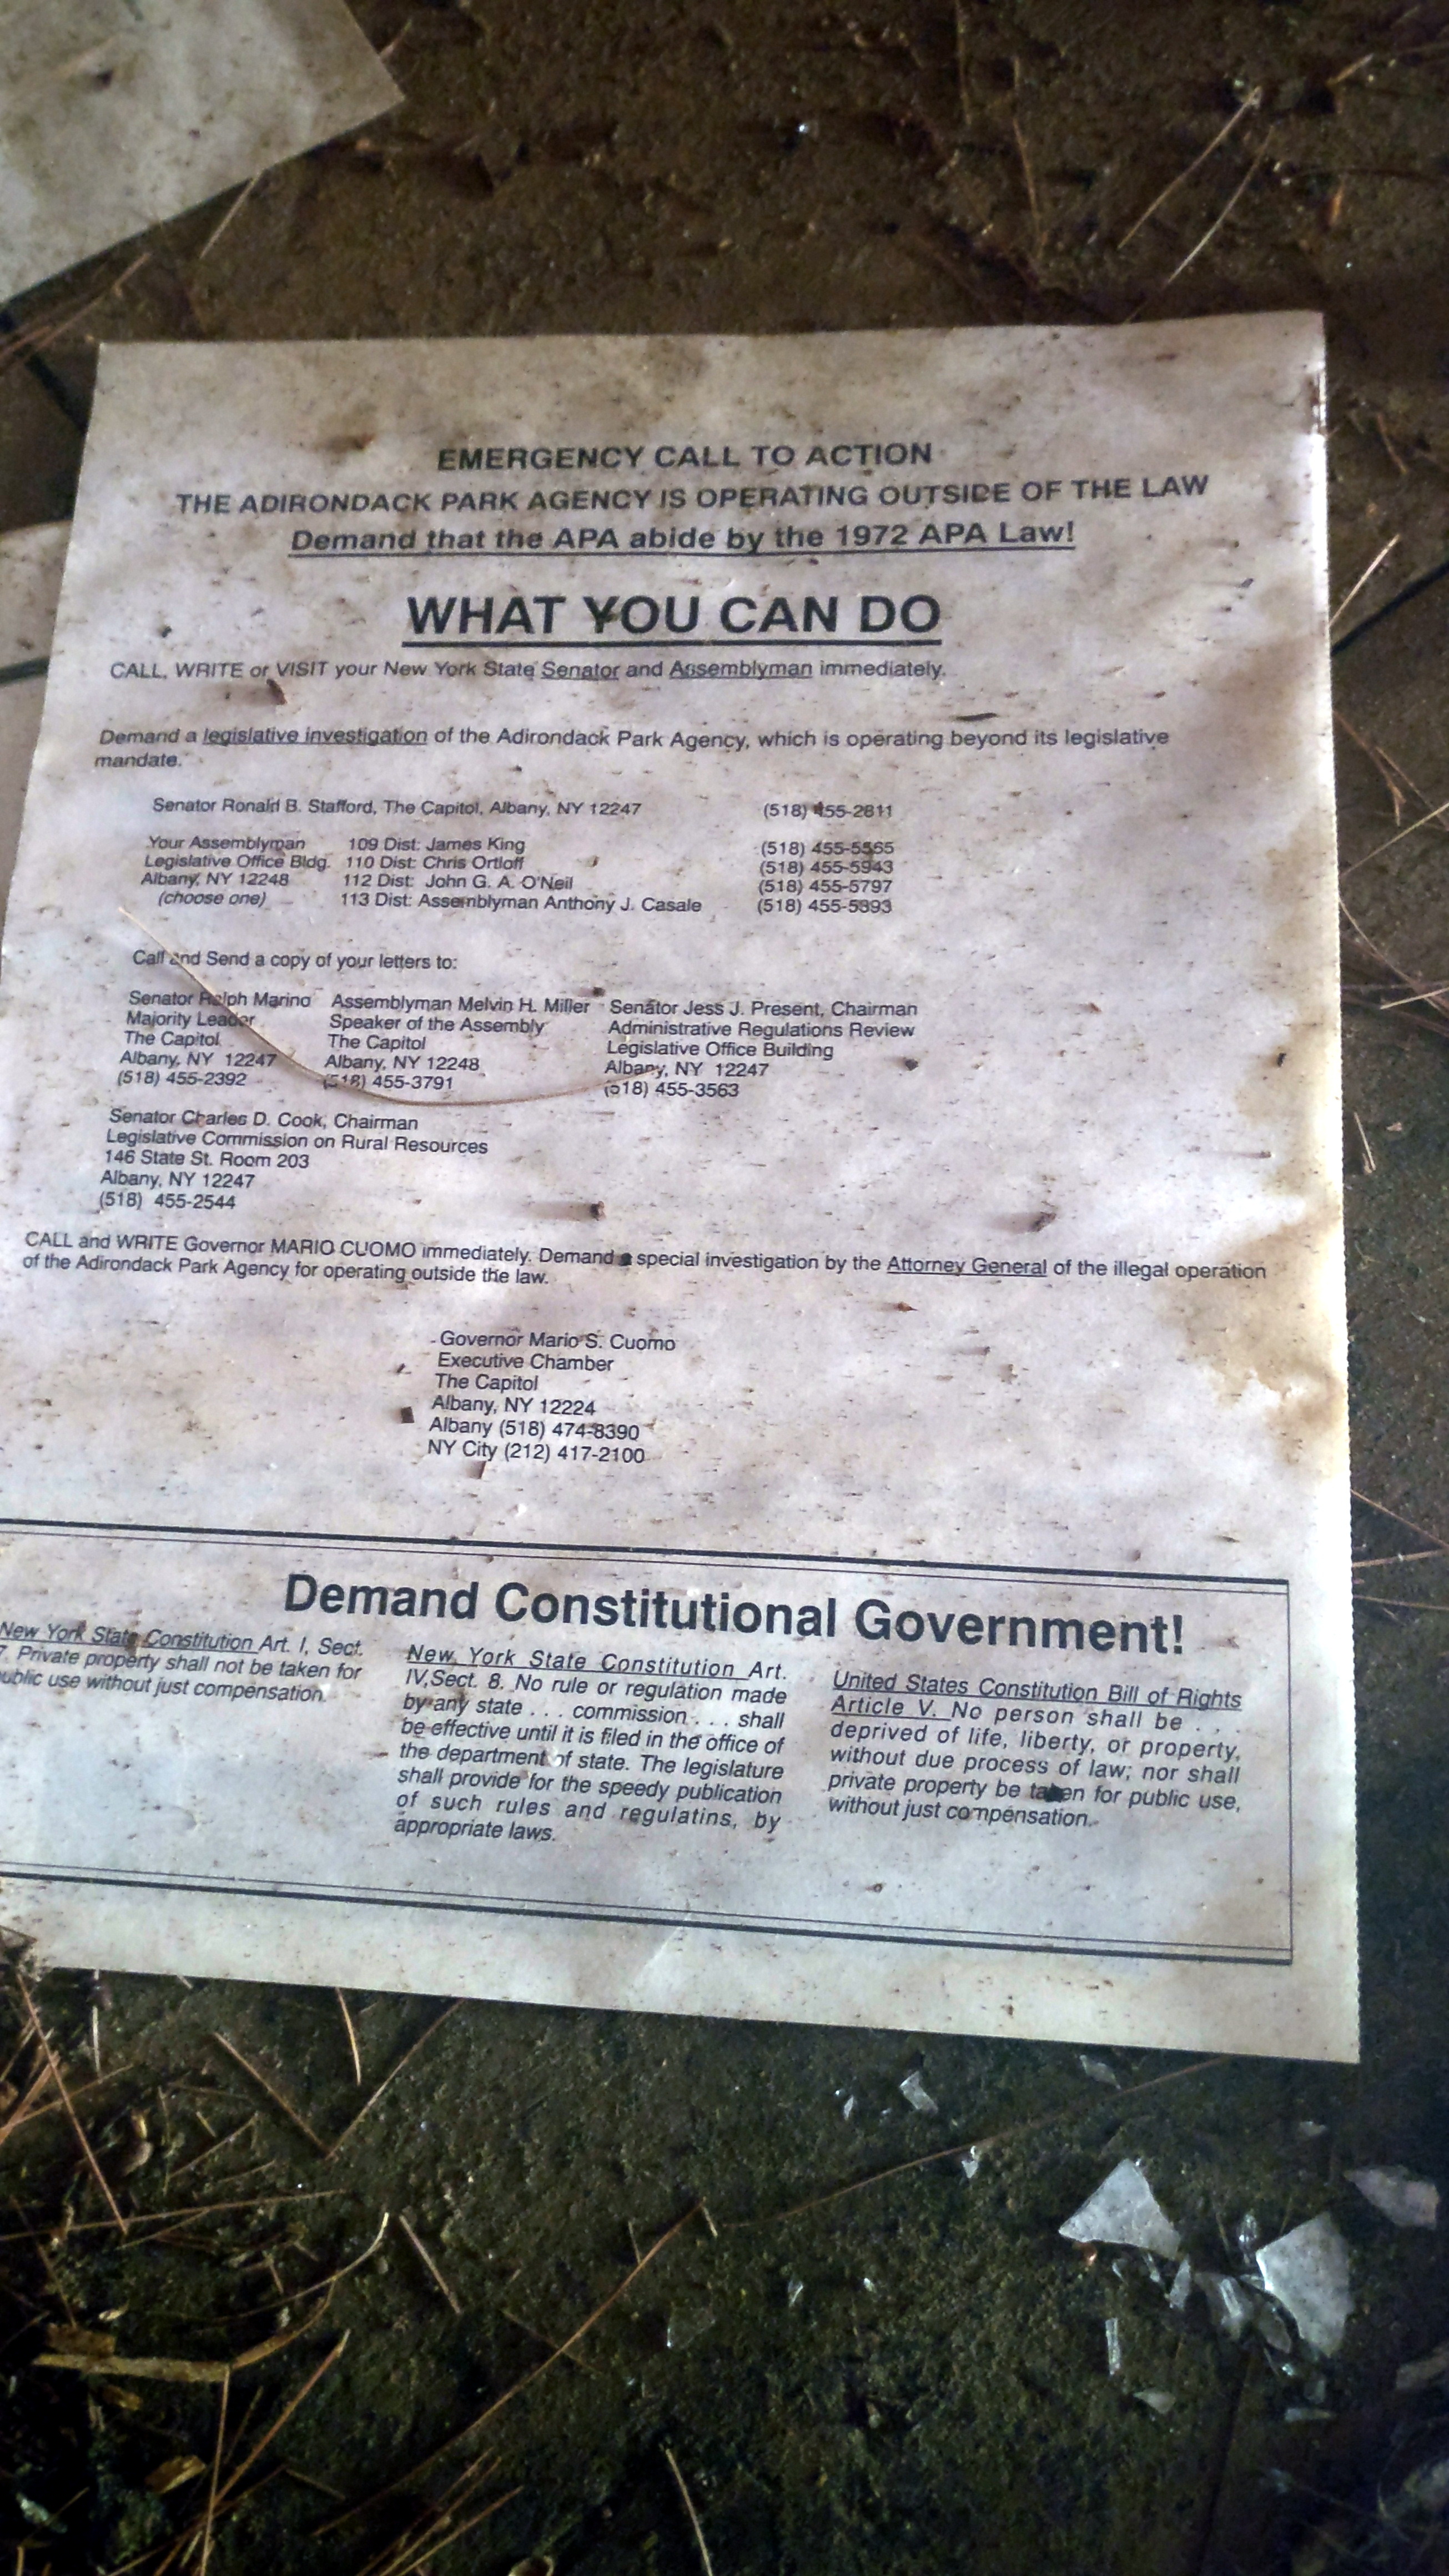 EMERGENCY CALL TO ACTION
THE ADIRONDACK PARK AGENCY IS OPERATING OUTSIDE OF THE LAW
Demand that the APA abide by the 1972 APA Law!
WHAT YOU CAN DO
CALL, WRITE or VISIT your New York State Senator and Assemblyman immediately.
Demand a legislative investigation of the Adirondack Park Agency, which is operating beyond its legislative
mandate.
Senator Ronald B. Stafford, The Capitol, Albany, NY 12247 (518) 455-2811
Your Assemblyman 109 Dist: James King (518) 455-5565
Legislative Office Bldg. 110 Dist: Chris Ortloff (518) 455-5943
Albany, NY 12248 112 Dist: John G. A. O'Neil (518) 455-5797
(choose one) 113 Dist: Assemblyman Anthony J. Casale (518) 455-5393
Call and Send a copy of your letters to:
Senator Ralph Marino
Majority Leader
The Capitol
Albany, NY 12247
(518) 455-2392
Assemblyman Melvin H. Miller
Speaker of the Assembly
The Capitol
Albany, NY 12248
(518) 455-3791
Senator Jess J. Present, Chairman
Administrative Regulations Review
Legislative Office Building
Albany, NY 12247
(518) 455-3563
Senator Charles D. Cook, Chairman
Legislative Commission on Rural Resources
146 State St. Room 203
Albany, NY 12247
(518) 455-2544
CALL and WRITE Governor MARIO CUOMO immediately. Demand a special investigation by the Attorney General of the illegal operation
of the Adirondack Park Agency for operating outside the law.
Governor Mario S. Cuomo
Executive Chamber
The Capitol
Albany, NY 12224
Albany (518) 474-8390
NY City (212) 417-2100
Demand Constitutional Government!
New York State Constitution Art. I, Sect.
7. Private property shall not be taken for
public use without just compensation.
New York State Constitution Art.
IV,Sect. 8. No rule or regulation made
by any state . . . commission . . . shall
be effective until it is filed in the office of
the department of state. The legislature
shall provide for the speedy publication
of such rules and regulatins, by
appropriate laws.
United States Constitution Bill of Rights
Article V. No person shall be . . .
deprived of life, liberty, or property,
without due process of law; nor shall
private property be taken for public use,
without just compensation.